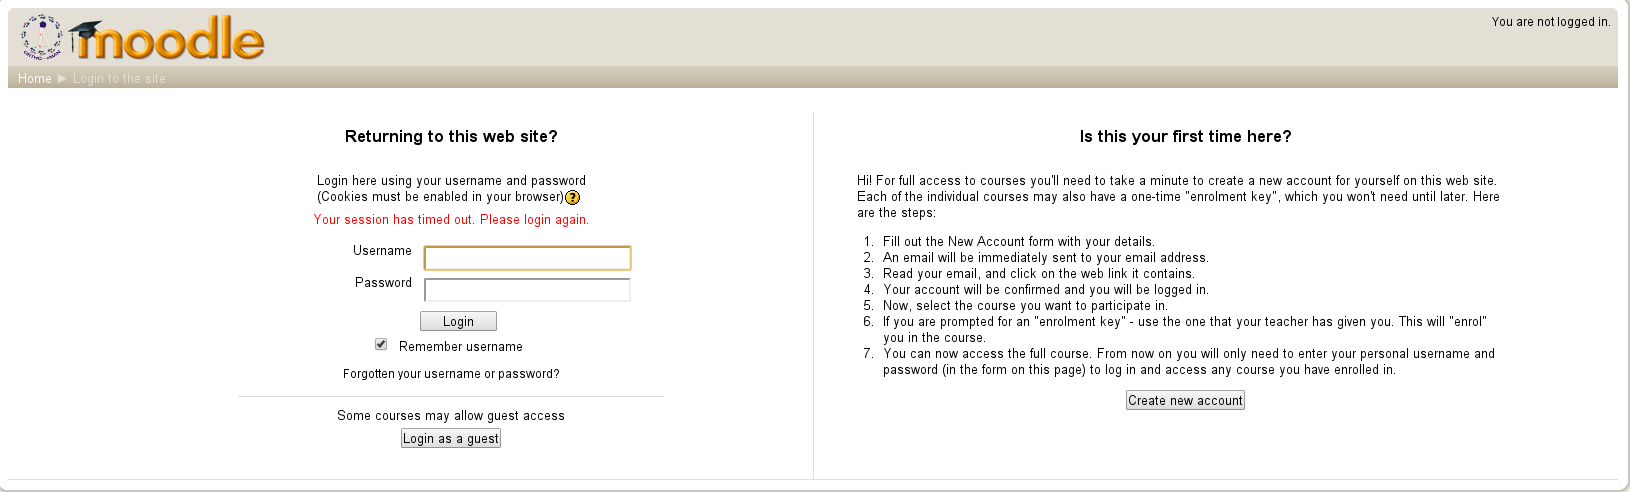 moodle
You are not logged in.
Home ► Login to the site
Returning to this web site?
Login here using your username and password
(Cookies must be enabled in your browser)?
Your session has timed out. Please login again.
Username
Password
Login
Remember username
Forgotten your username or password?
Some courses may allow guest access
Login as a guest
Is this your first time here?
Hi! For full access to courses you'll need to take a minute to create a new account for yourself on this web site.
Each of the individual courses may also have a one-time "enrolment key", which you won't need until later. Here
are the steps:
1. Fill out the New Account form with your details.
2. An email will be immediately sent to your email address.
3. Read your email, and click on the web link it contains.
4. Your account will be confirmed and you will be logged in.
5. Now, select the course you want to participate in.
6. If you are prompted for an "enrolment key" - use the one that your teacher has given you. This will "enrol"
you in the course.
7. You can now access the full course. From now on you will only need to enter your personal username and
password (in the form on this page) to log in and access any course you have enrolled in.
Create new account